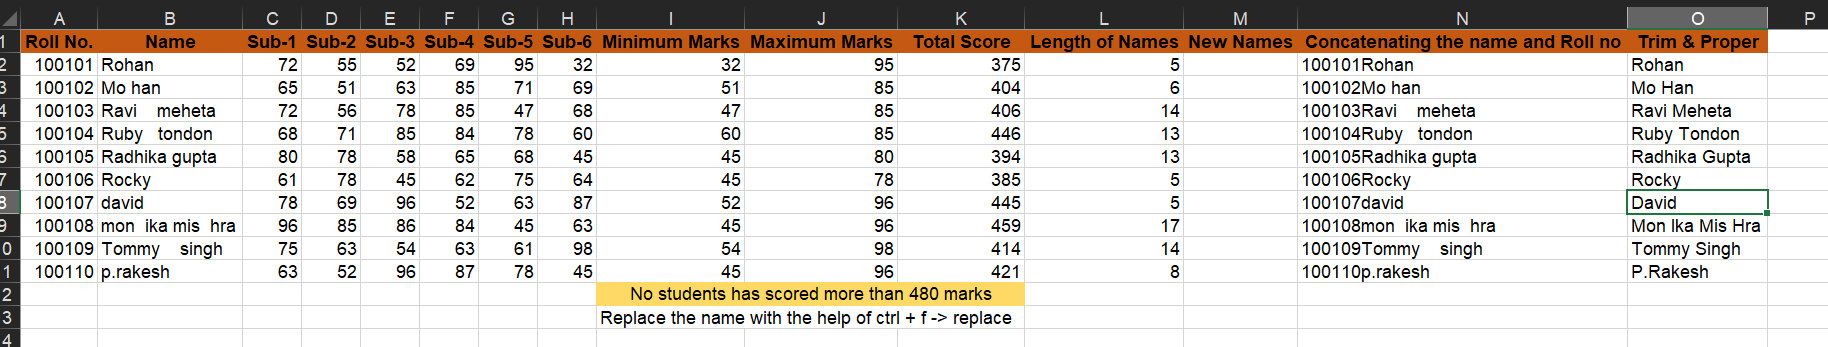 A B C D E F G H I J K L M N O P
1 Roll No. Name Sub-1 Sub-2 Sub-3 Sub-4 Sub-5 Sub-6 Minimum Marks Maximum Marks Total Score Length of Names New Names Concatenating the name and Roll no Trim & Proper
2 100101 Rohan 72 55 52 69 95 32 32 95 375 5 100101Rohan Rohan
3 100102 Mo han 65 51 63 85 71 69 51 85 404 6 100102Mo han Mo Han
4 100103 Ravi    meheta 72 56 78 85 47 68 47 85 406 14 100103Ravi    meheta Ravi Meheta
5 100104 Ruby   tondon 68 71 85 84 78 60 60 85 446 13 100104Ruby   tondon Ruby Tondon
6 100105 Radhika gupta 80 78 58 65 68 45 45 80 394 13 100105Radhika gupta Radhika Gupta
7 100106 Rocky 61 78 45 62 75 64 45 78 385 5 100106Rocky Rocky
8 100107 david 78 69 96 52 63 87 52 96 445 5 100107david David
9 100108 mon  ika mis  hra 96 85 86 84 45 63 45 96 459 17 100108mon  ika mis  hra Mon Ika Mis Hra
0 100109 Tommy    singh 75 63 54 63 61 98 54 98 414 14 100109Tommy    singh Tommy Singh
1 100110 p.rakesh 63 52 96 87 78 45 45 96 421 8 100110p.rakesh P.Rakesh
2 No students has scored more than 480 marks
3 Replace the name with the help of ctrl + f -> replace
4